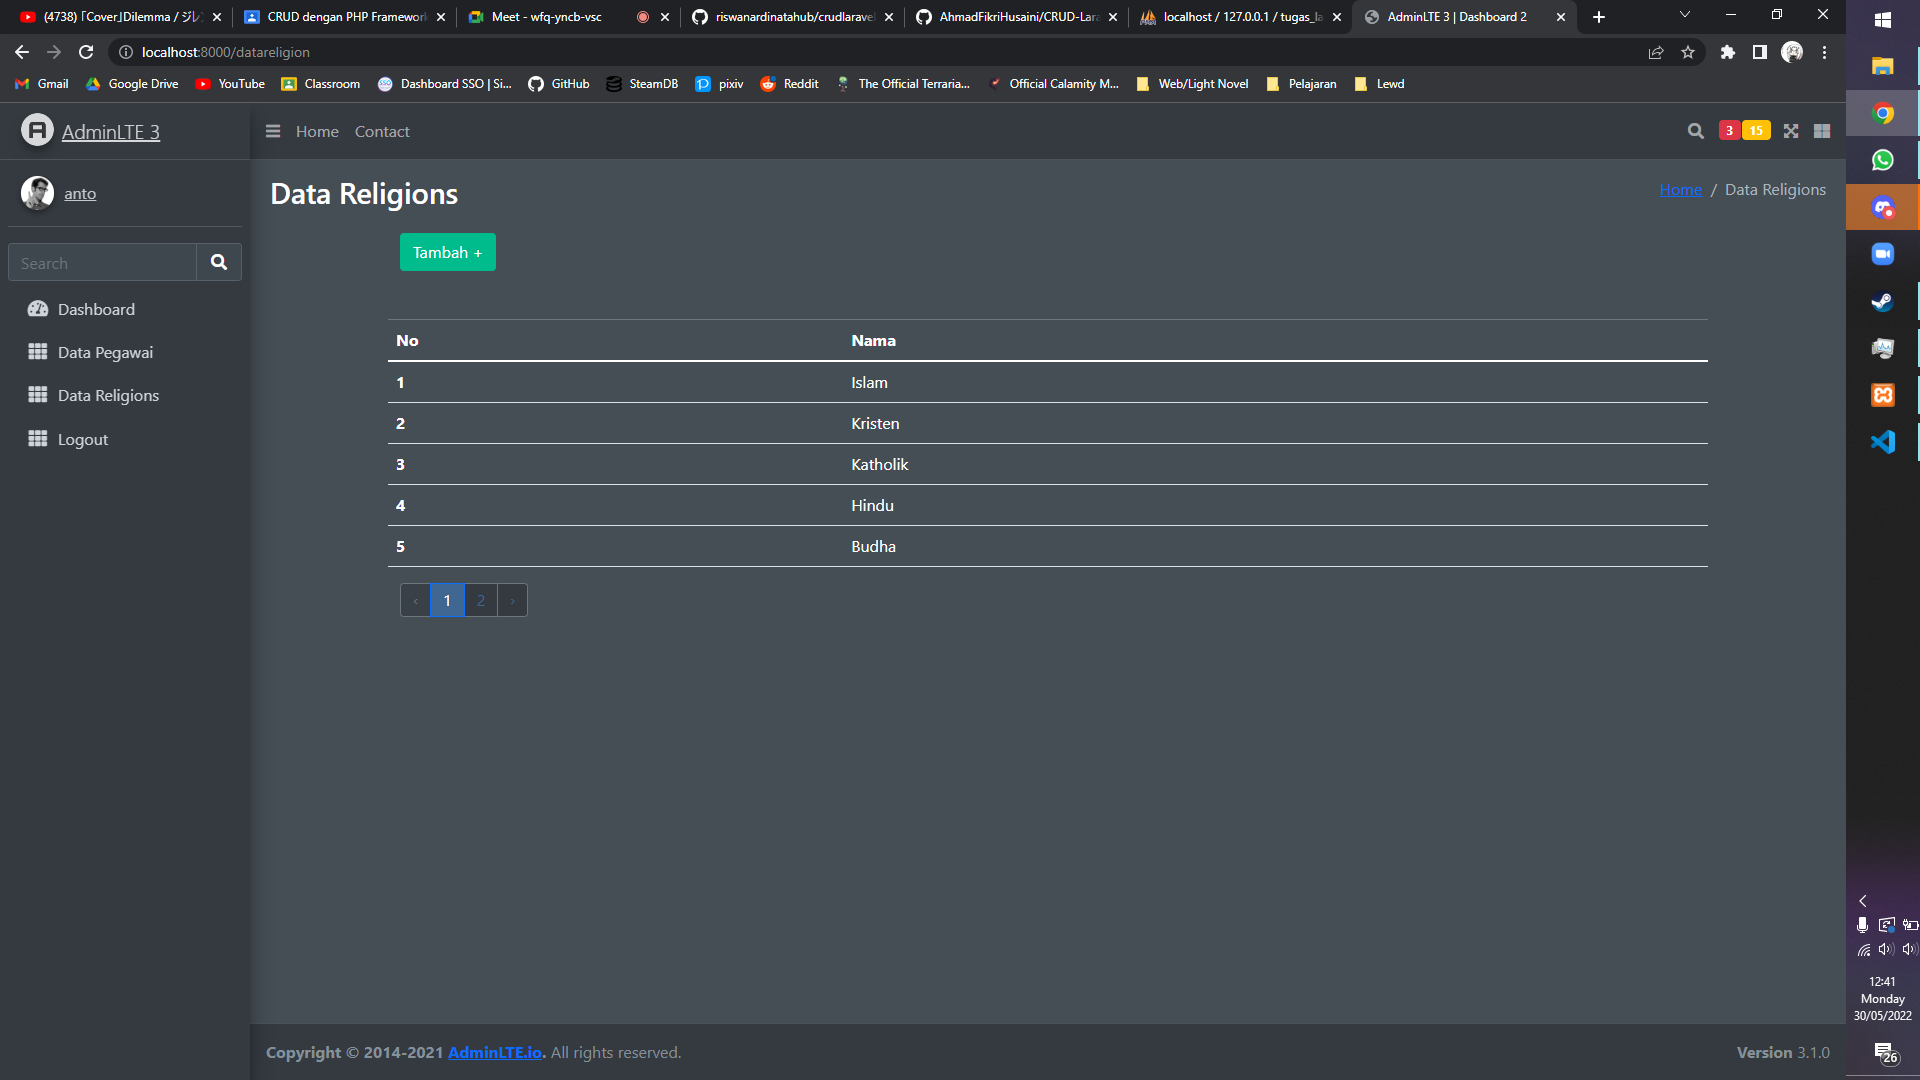 (4738) 「Cover」Dilemma / ジレン
CRUD dengan PHP Framework
Meet - wfq-yncb-vsc
riswanardinatahub/crudlaravel
AhmadFikriHusaini/CRUD-Lara
localhost / 127.0.0.1 / tugas_la
AdminLTE 3 | Dashboard 2
localhost:8000/datareligion
Gmail
Google Drive
YouTube
Classroom
Dashboard SSO | Si...
GitHub
SteamDB
pixiv
Reddit
The Official Terraria...
Official Calamity M...
Web/Light Novel
Pelajaran
Lewd
AdminLTE 3
Home
Contact
3
15
anto
Search
Dashboard
Data Pegawai
Data Religions
Logout
Data Religions
Home / Data Religions
Tambah +
No Nama
1 Islam
2 Kristen
3 Katholik
4 Hindu
5 Budha
‹ 1 2 ›
Copyright © 2014-2021 AdminLTE.io. All rights reserved.
Version 3.1.0
12:41
Monday
30/05/2022
26